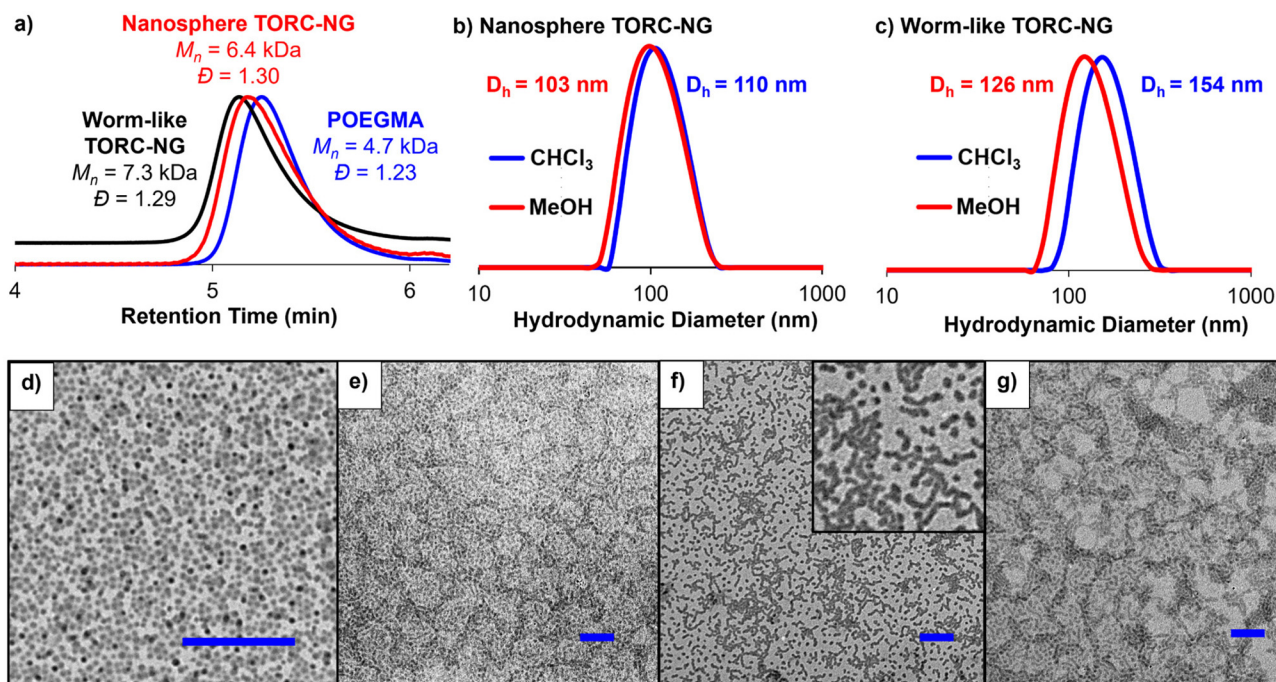 a)
Nanosphere TORC-NG
Mn = 6.4 kDa
Đ = 1.30
Worm-like
TORC-NG
Mn = 7.3 kDa
Đ = 1.29
POEGMA
Mn = 4.7 kDa
Đ = 1.23
4
5
6
Retention Time (min)
b) Nanosphere TORC-NG
Dh = 103 nm
Dh = 110 nm
CHCl3
MeOH
10
100
1000
Hydrodynamic Diameter (nm)
c) Worm-like TORC-NG
Dh = 126 nm
Dh = 154 nm
CHCl3
MeOH
10
100
1000
Hydrodynamic Diameter (nm)
d)
e)
f)
g)